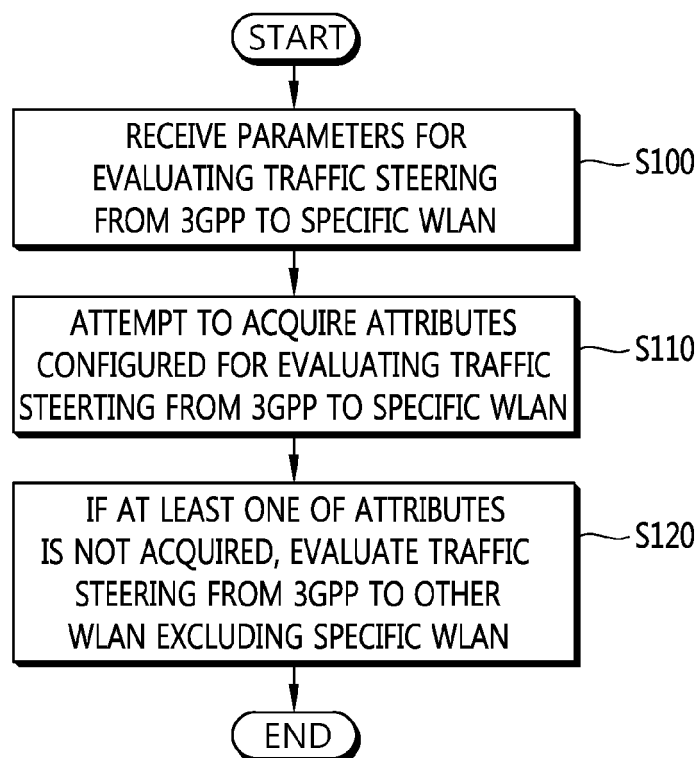 START
RECEIVE PARAMETERS FOR
EVALUATING TRAFFIC STEERING
FROM 3GPP TO SPECIFIC WLAN
S100
ATTEMPT TO ACQUIRE ATTRIBUTES
CONFIGURED FOR EVALUATING TRAFFIC
STEERTING FROM 3GPP TO SPECIFIC WLAN
S110
IF AT LEAST ONE OF ATTRIBUTES
IS NOT ACQUIRED, EVALUATE TRAFFIC
STEERING FROM 3GPP TO OTHER
WLAN EXCLUDING SPECIFIC WLAN
S120
END